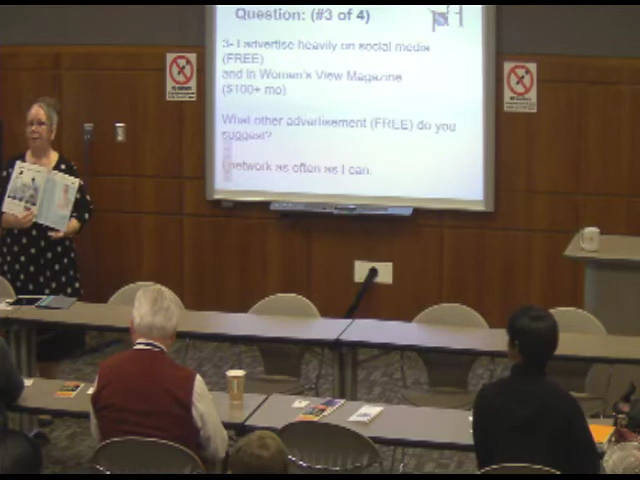 Question: (#3 of 4)
3- I advertise heavily on social media
(FREE)
and in Women's View Magazine
($100+ mo)
What other advertisement (FREE) do you
suggest?
I network as often as I can.